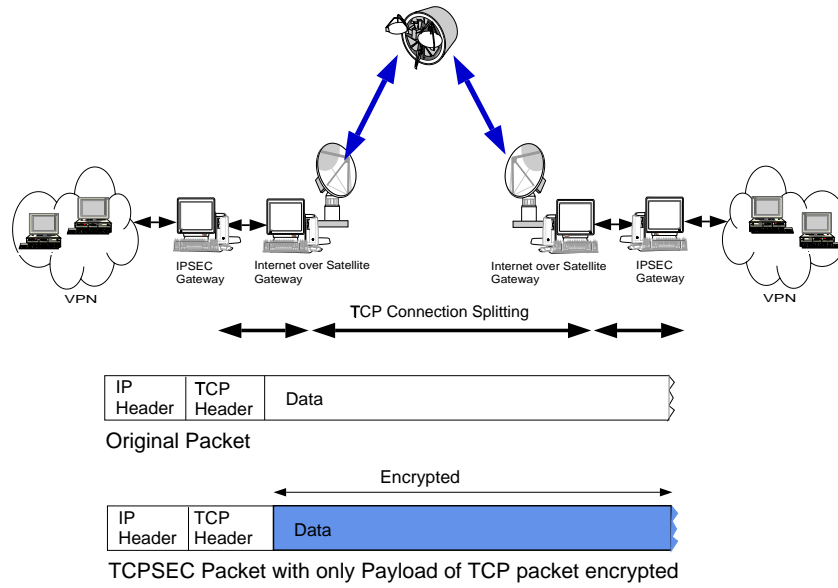 VPN
IPSEC
Gateway
Internet over Satellite
Gateway
Internet over Satellite
Gateway
IPSEC
Gateway
VPN
TCP Connection Splitting
IP
Header
TCP
Header
Data
Original Packet
Encrypted
IP
Header
TCP
Header
Data
TCPSEC Packet with only Payload of TCP packet encrypted